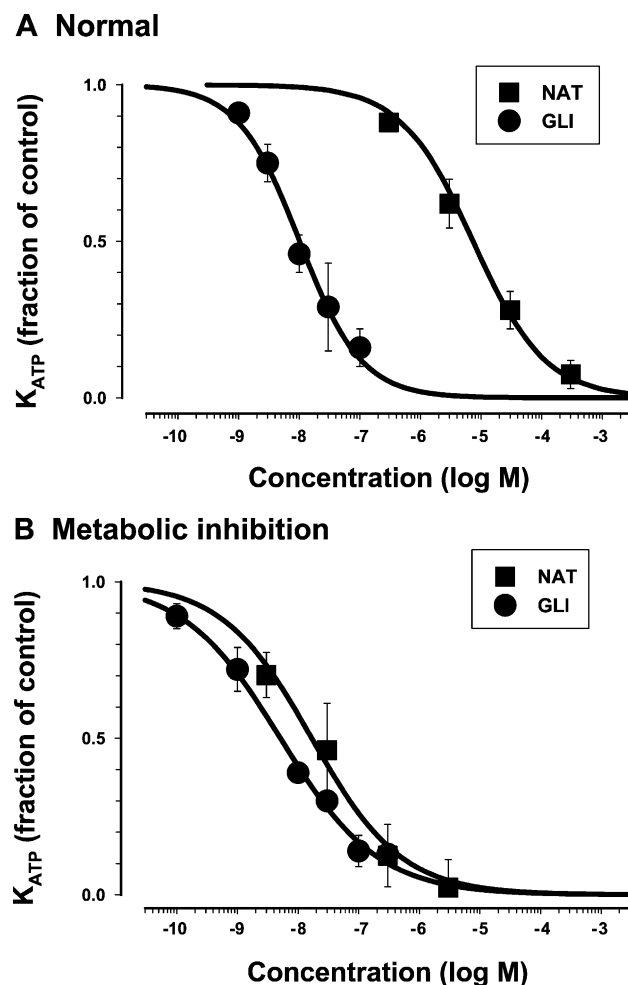 A Normal
K_ATP (fraction of control)
1.0
0.5
0.0
NAT
GLI
-10 -9 -8 -7 -6 -5 -4 -3
Concentration (log M)
B Metabolic inhibition
K_ATP (fraction of control)
1.0
0.5
0.0
NAT
GLI
-10 -9 -8 -7 -6 -5 -4 -3
Concentration (log M)